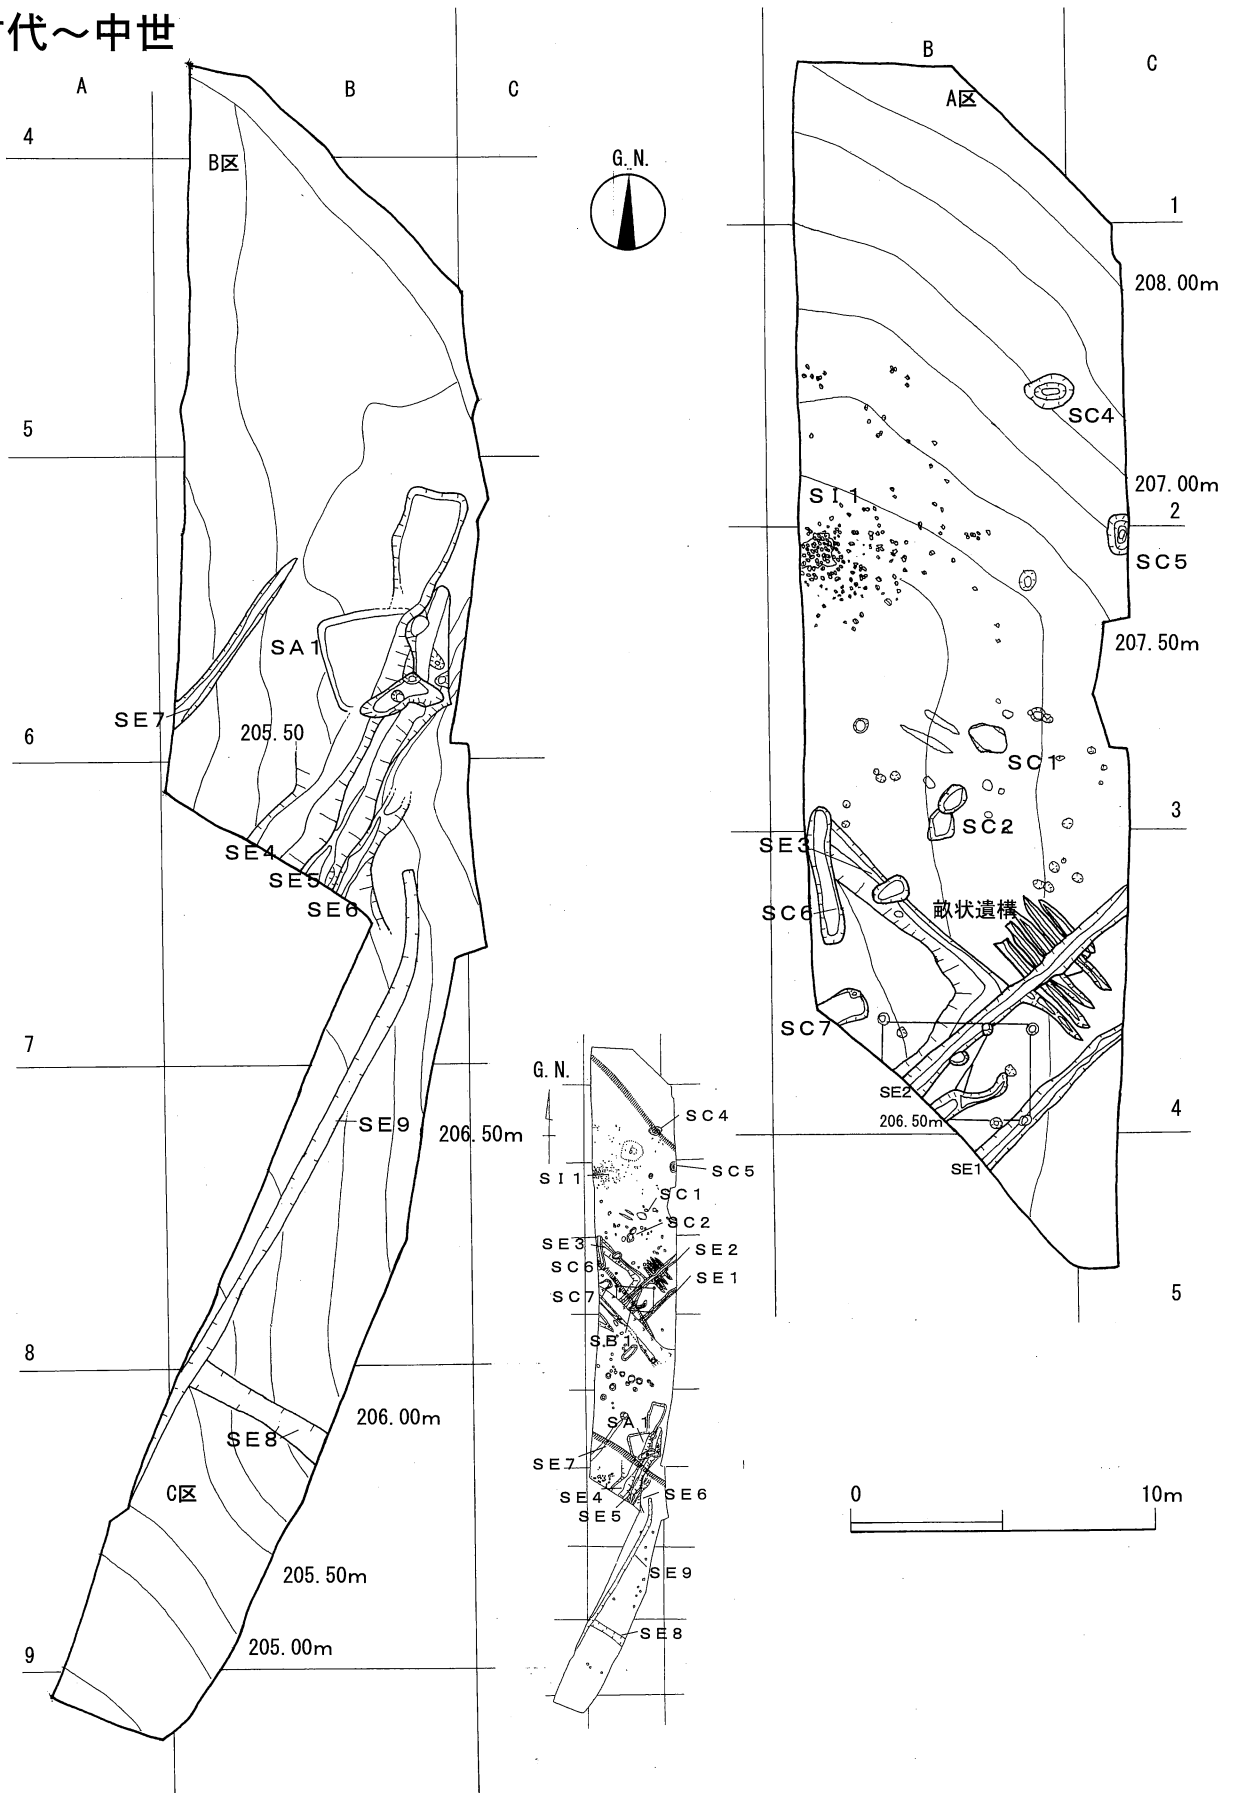 代～中世
A
B
C
4
B区
5
SA1
SE7
6
205.50
SE4
SE5
SE6
7
SE9
206.50m
8
SE8
206.00m
C区
205.50m
205.00m
9
G.N.
B
C
A区
1
208.00m
SC4
207.00m
SI1
2
SC5
207.50m
SC1
SC2
3
SE3
SC6
畝状遺構
SC7
SE2
206.50m
4
SE1
5
G.N.
SC4
SI1
SC5
SC1
SC2
SE3
SE2
SC6
SE1
SC7
SB1
SA1
SE7
SE4
SE6
SE5
SE9
SE8
0
10m